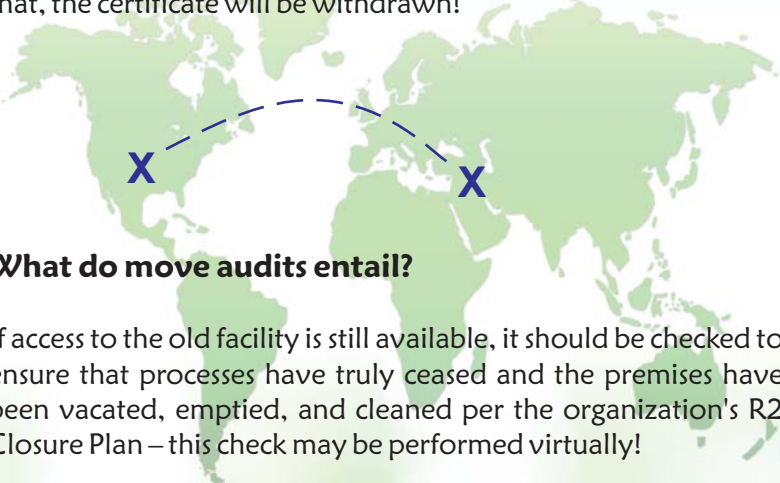 hat, the certificate will be withdrawn!
X
X
What do move audits entail?
f access to the old facility is still available, it should be checked to
ensure that processes have truly ceased and the premises have
been vacated, emptied, and cleaned per the organization's R2
Closure Plan – this check may be performed virtually!